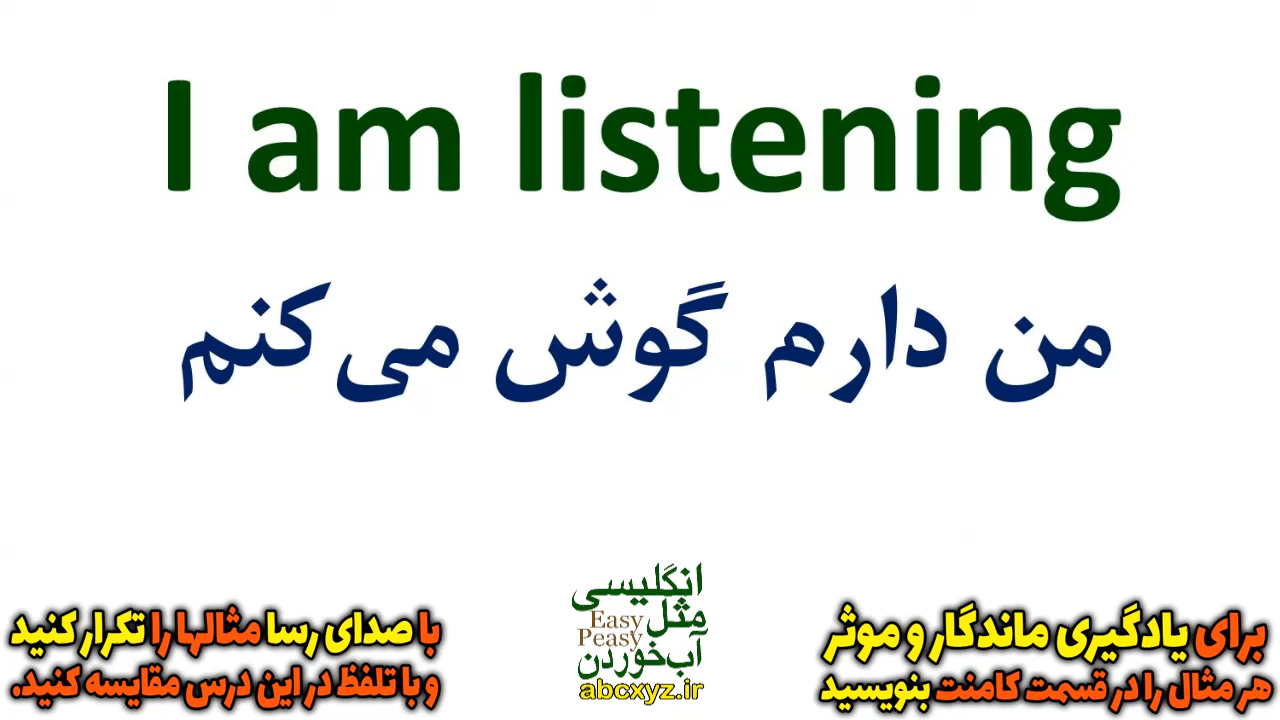 I am listening
من دارم گوش می‌کنم
برای یادگیری ماندگار و موثر
هر مثال را در قسمت کامنت بنویسید
انگلیسی
مثل Easy
Peasy
آب‌خوردن
abcxyz.ir
با صدای رسا مثالها را تکرار کنید
و با تلفظ در این درس مقایسه کنید.